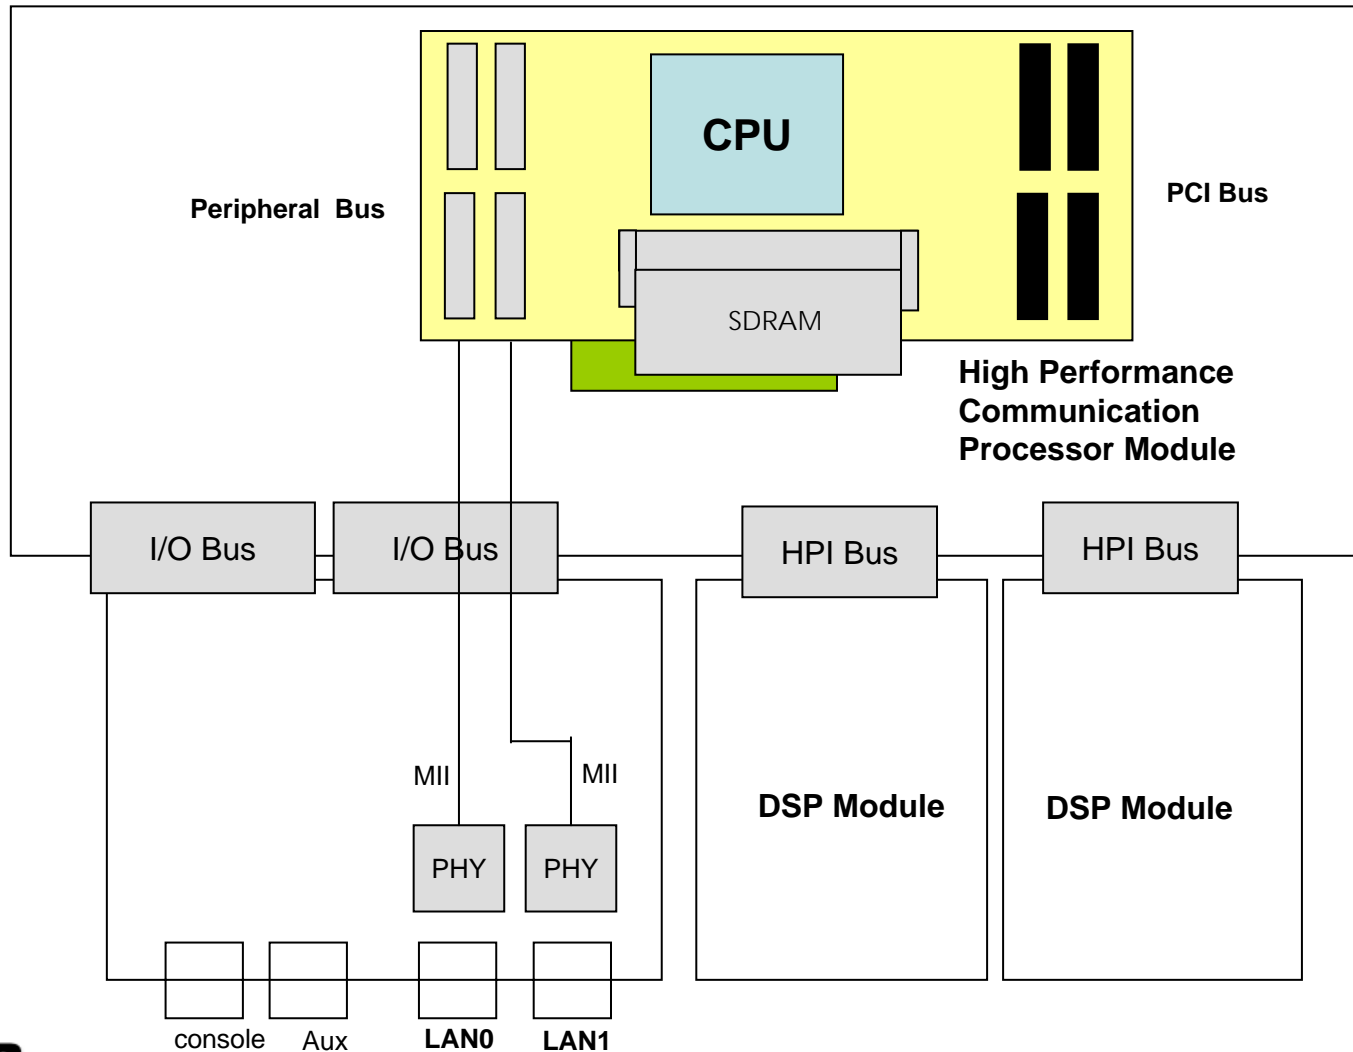 CPU
Peripheral Bus
PCI Bus
SDRAM
High Performance
Communication
Processor Module
I/O Bus
I/O Bus
HPI Bus
HPI Bus
MII
MII
DSP Module
DSP Module
PHY
PHY
console
Aux
LAN0
LAN1